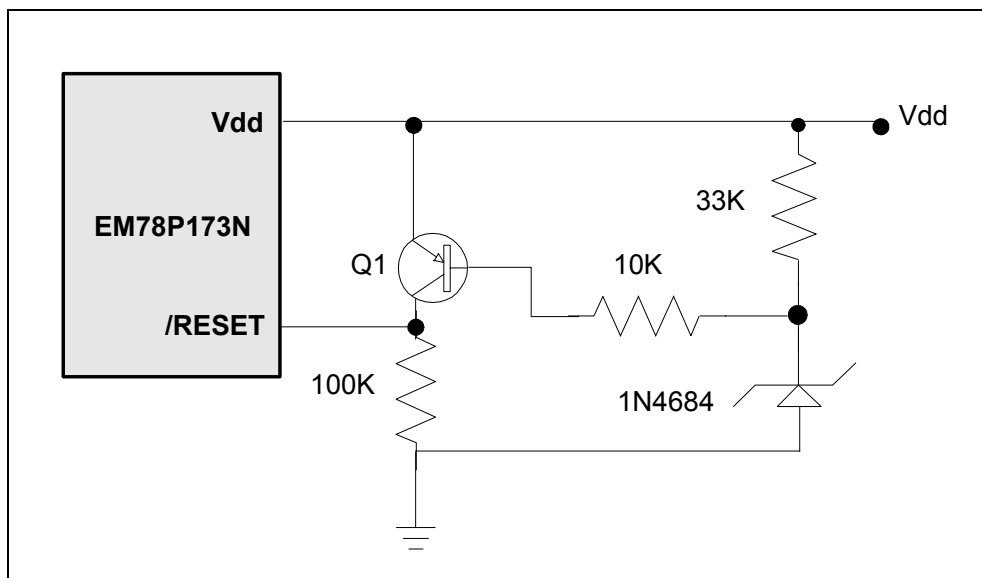 Vdd
Vdd
33K
EM78P173N
Q1
10K
/RESET
100K
1N4684